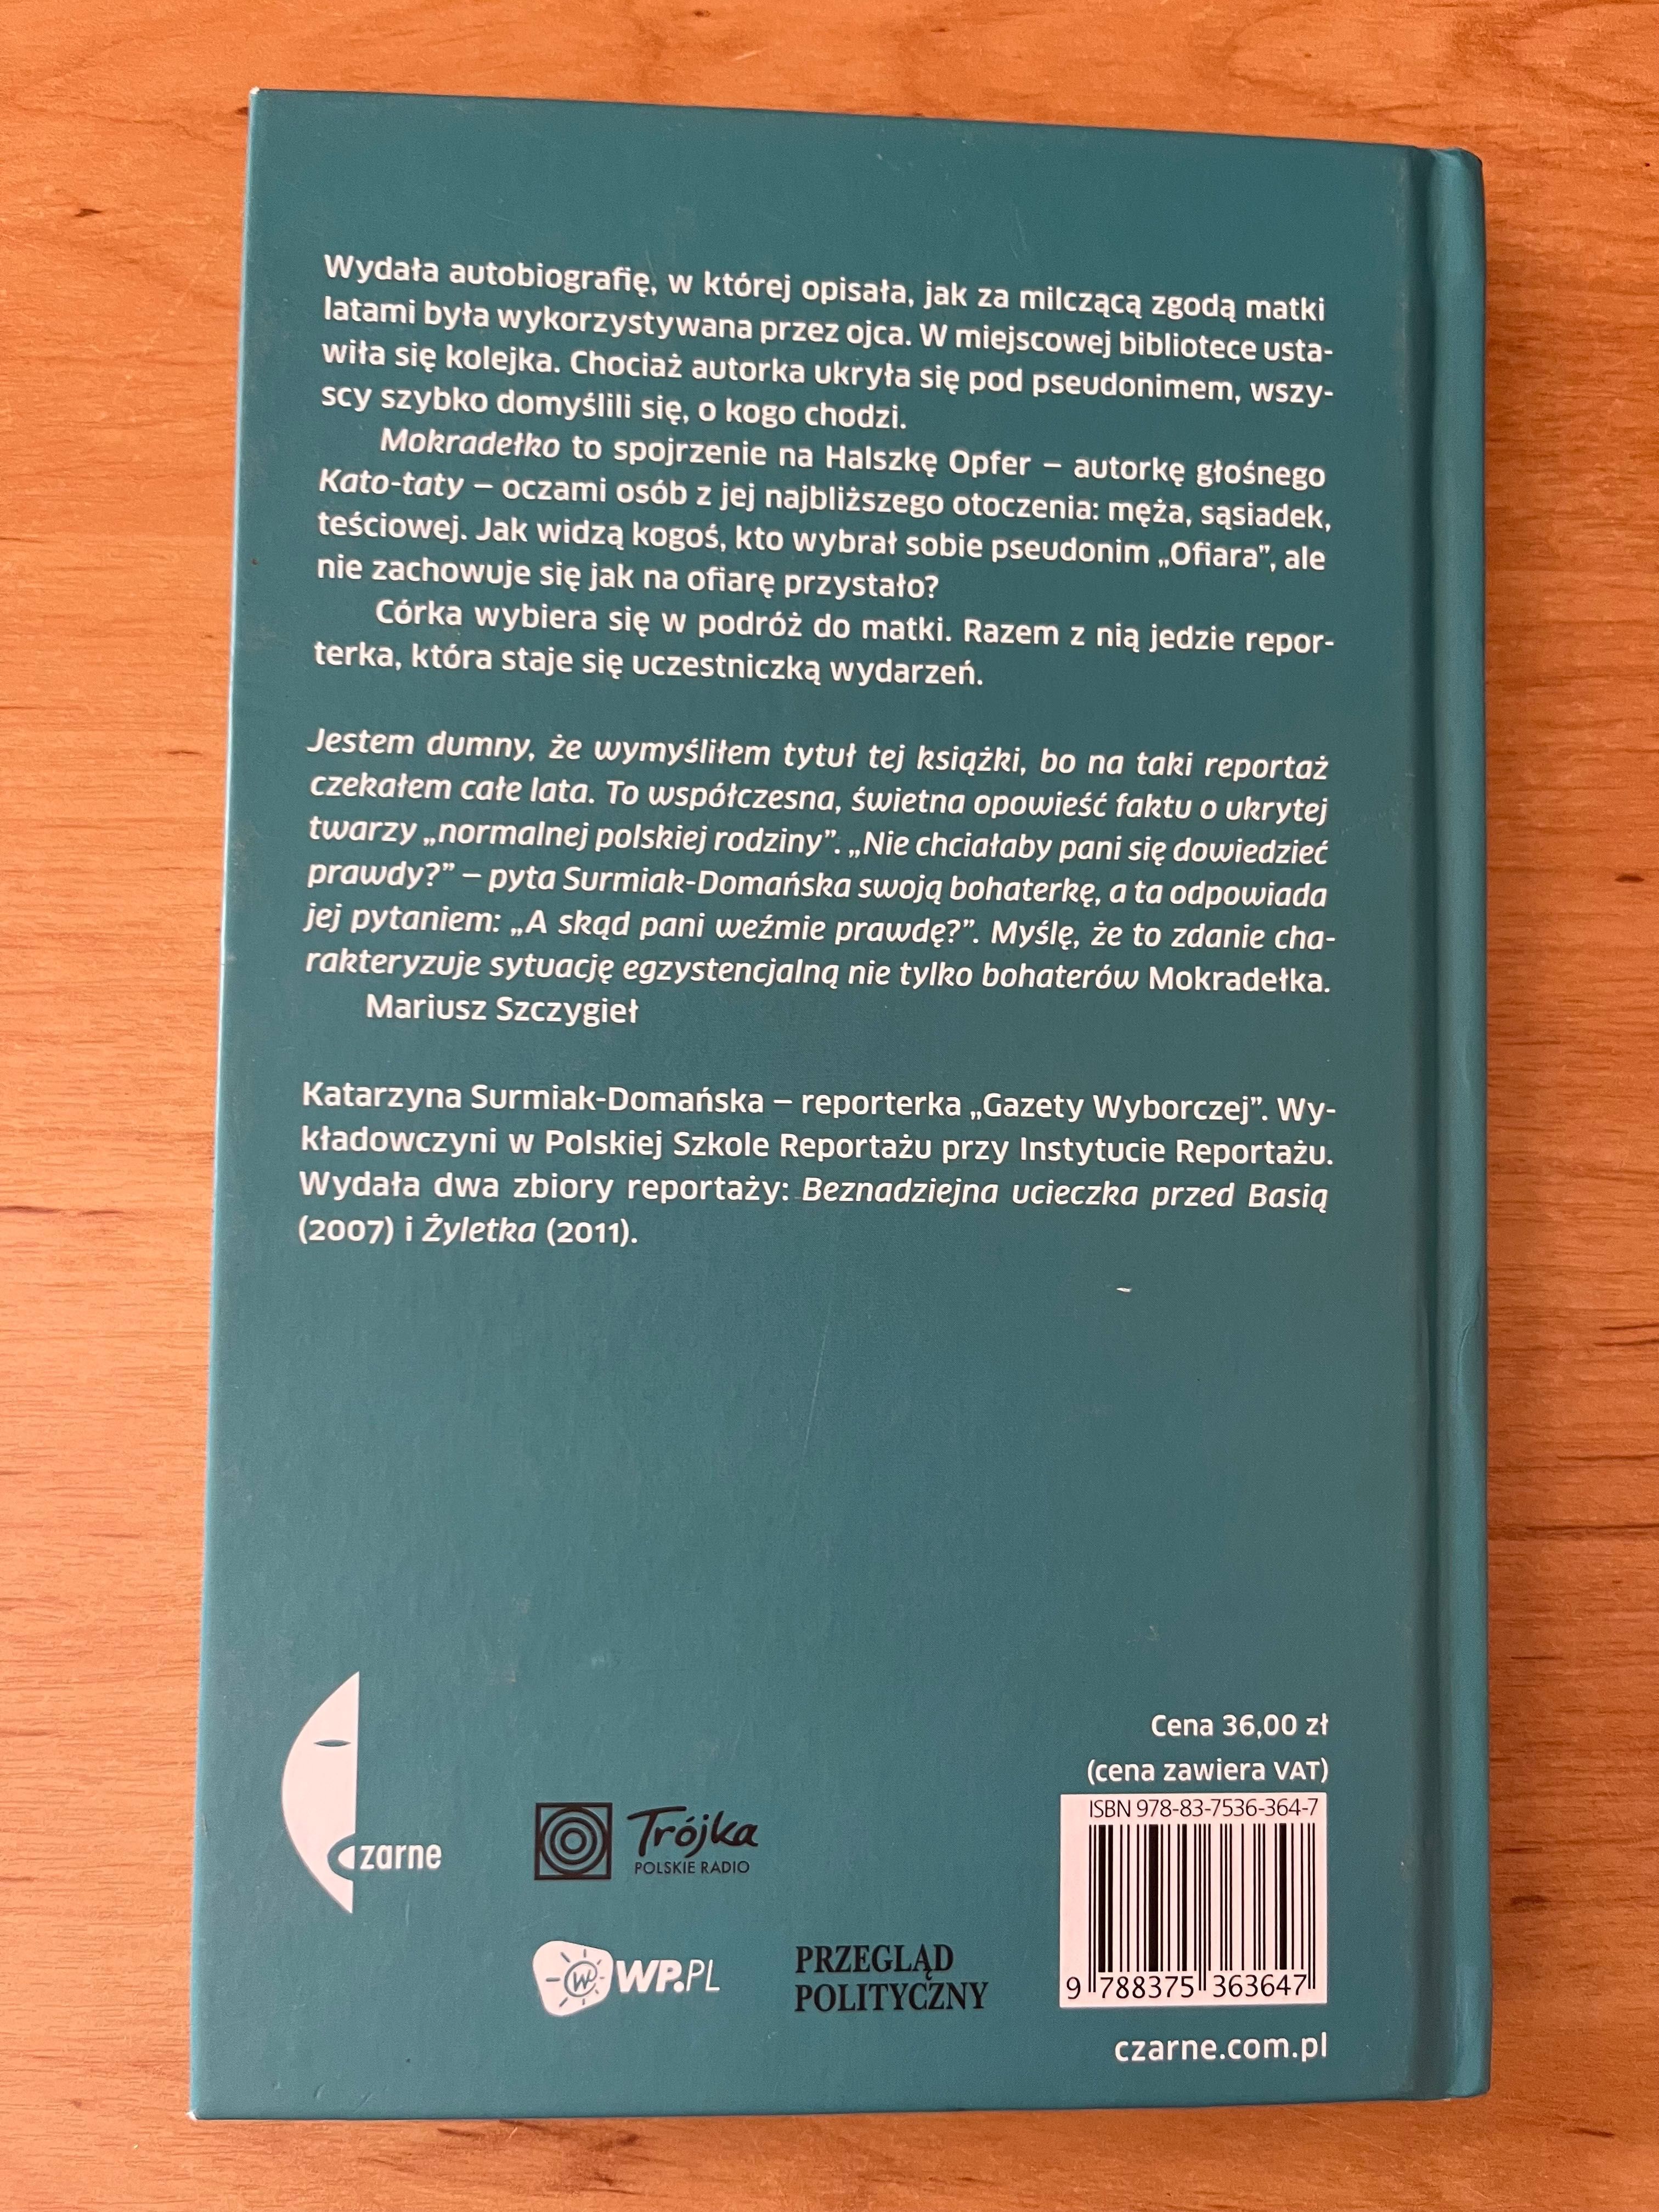 Wydała autobiografię, w której opisała, jak za milczącą zgodą matki
latami była wykorzystywana przez ojca. W miejscowej bibliotece usta-
wiła się kolejka. Chociaż autorka ukryła się pod pseudonimem, wszy-
scy szybko domyślili się, o kogo chodzi.
Mokradełko to spojrzenie na Halszkę Opfer – autorkę głośnego
Kato-taty – oczami osób z jej najbliższego otoczenia: męża, sąsiadek,
teściowej. Jak widzą kogoś, kto wybrał sobie pseudonim „Ofiara”, ale
nie zachowuje się jak na ofiarę przystało?
Córka wybiera się w podróż do matki. Razem z nią jedzie repor-
terka, która staje się uczestniczką wydarzeń.
Jestem dumny, że wymyśliłem tytuł tej książki, bo na taki reportaż
czekałem całe lata. To współczesna, świetna opowieść faktu o ukrytej
twarzy „normalnej polskiej rodziny”. „Nie chciałaby pani się dowiedzieć
prawdy?” – pyta Surmiak-Domańska swoją bohaterkę, a ta odpowiada
jej pytaniem: „A skąd pani weźmie prawdę?”. Myślę, że to zdanie cha-
rakteryzuje sytuację egzystencjalną nie tylko bohaterów Mokradełka.
Mariusz Szczygieł
Katarzyna Surmiak-Domańska – reporterka „Gazety Wyborczej”. Wy-
kładowczyni w Polskiej Szkole Reportażu przy Instytucie Reportażu.
Wydała dwa zbiory reportaży: Beznadziejna ucieczka przed Basią
(2007) i Żyletka (2011).
Cena 36,00 zł
(cena zawiera VAT)
ISBN 978-83-7536-364-7
9 788375 363647
czarne.com.pl
czarne
Trójka
POLSKIE RADIO
W WP.PL
PRZEGLĄD
POLITYCZNY